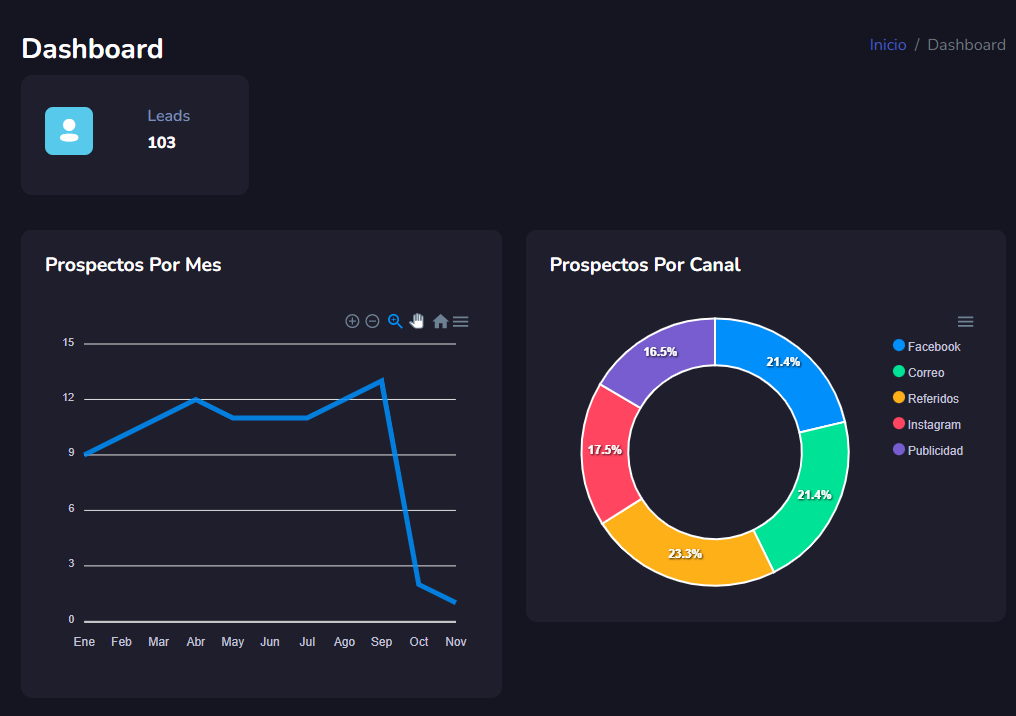 Dashboard
Inicio / Dashboard
Leads
103
Prospectos Por Mes
15
12
9
6
3
0
Ene Feb Mar Abr May Jun Jul Ago Sep Oct Nov
Prospectos Por Canal
16.5%
21.4%
17.5%
21.4%
23.3%
Facebook
Correo
Referidos
Instagram
Publicidad